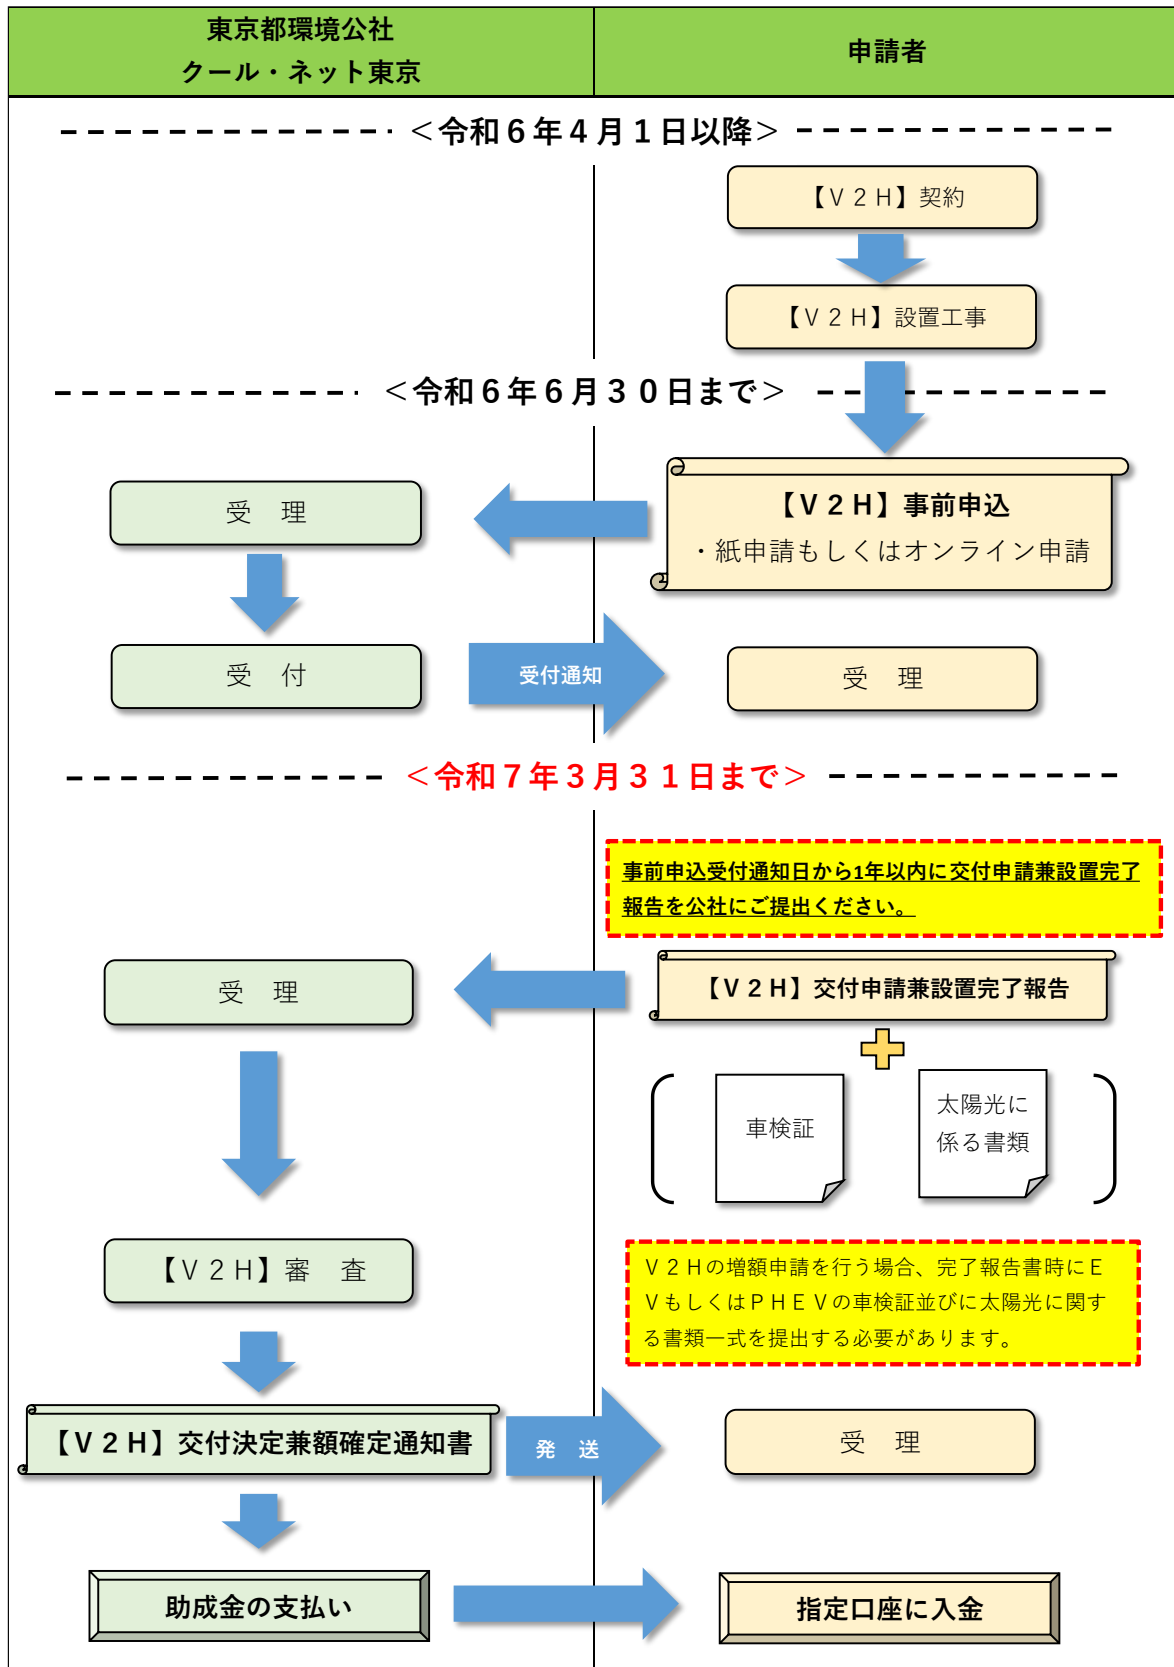 東京都環境公社
クール・ネット東京
申請者
＜令和６年４月１日以降＞
【Ｖ２Ｈ】契約
【Ｖ２Ｈ】設置工事
＜令和６年６月３０日まで＞
【Ｖ２Ｈ】事前申込
・紙申請もしくはオンライン申請
受　理
受　付
受付通知
受　理
＜令和７年３月３１日まで＞
事前申込受付通知日から1年以内に交付申請兼設置完了
報告を公社にご提出ください。
【Ｖ２Ｈ】交付申請兼設置完了報告
受　理
車検証
太陽光に
係る書類
【Ｖ２Ｈ】審　査
Ｖ２Ｈの増額申請を行う場合、完了報告書時にＥ
ＶもしくはＰＨＥＶの車検証並びに太陽光に関す
る書類一式を提出する必要があります。
【Ｖ２Ｈ】交付決定兼額確定通知書
発　送
受　理
助成金の支払い
指定口座に入金